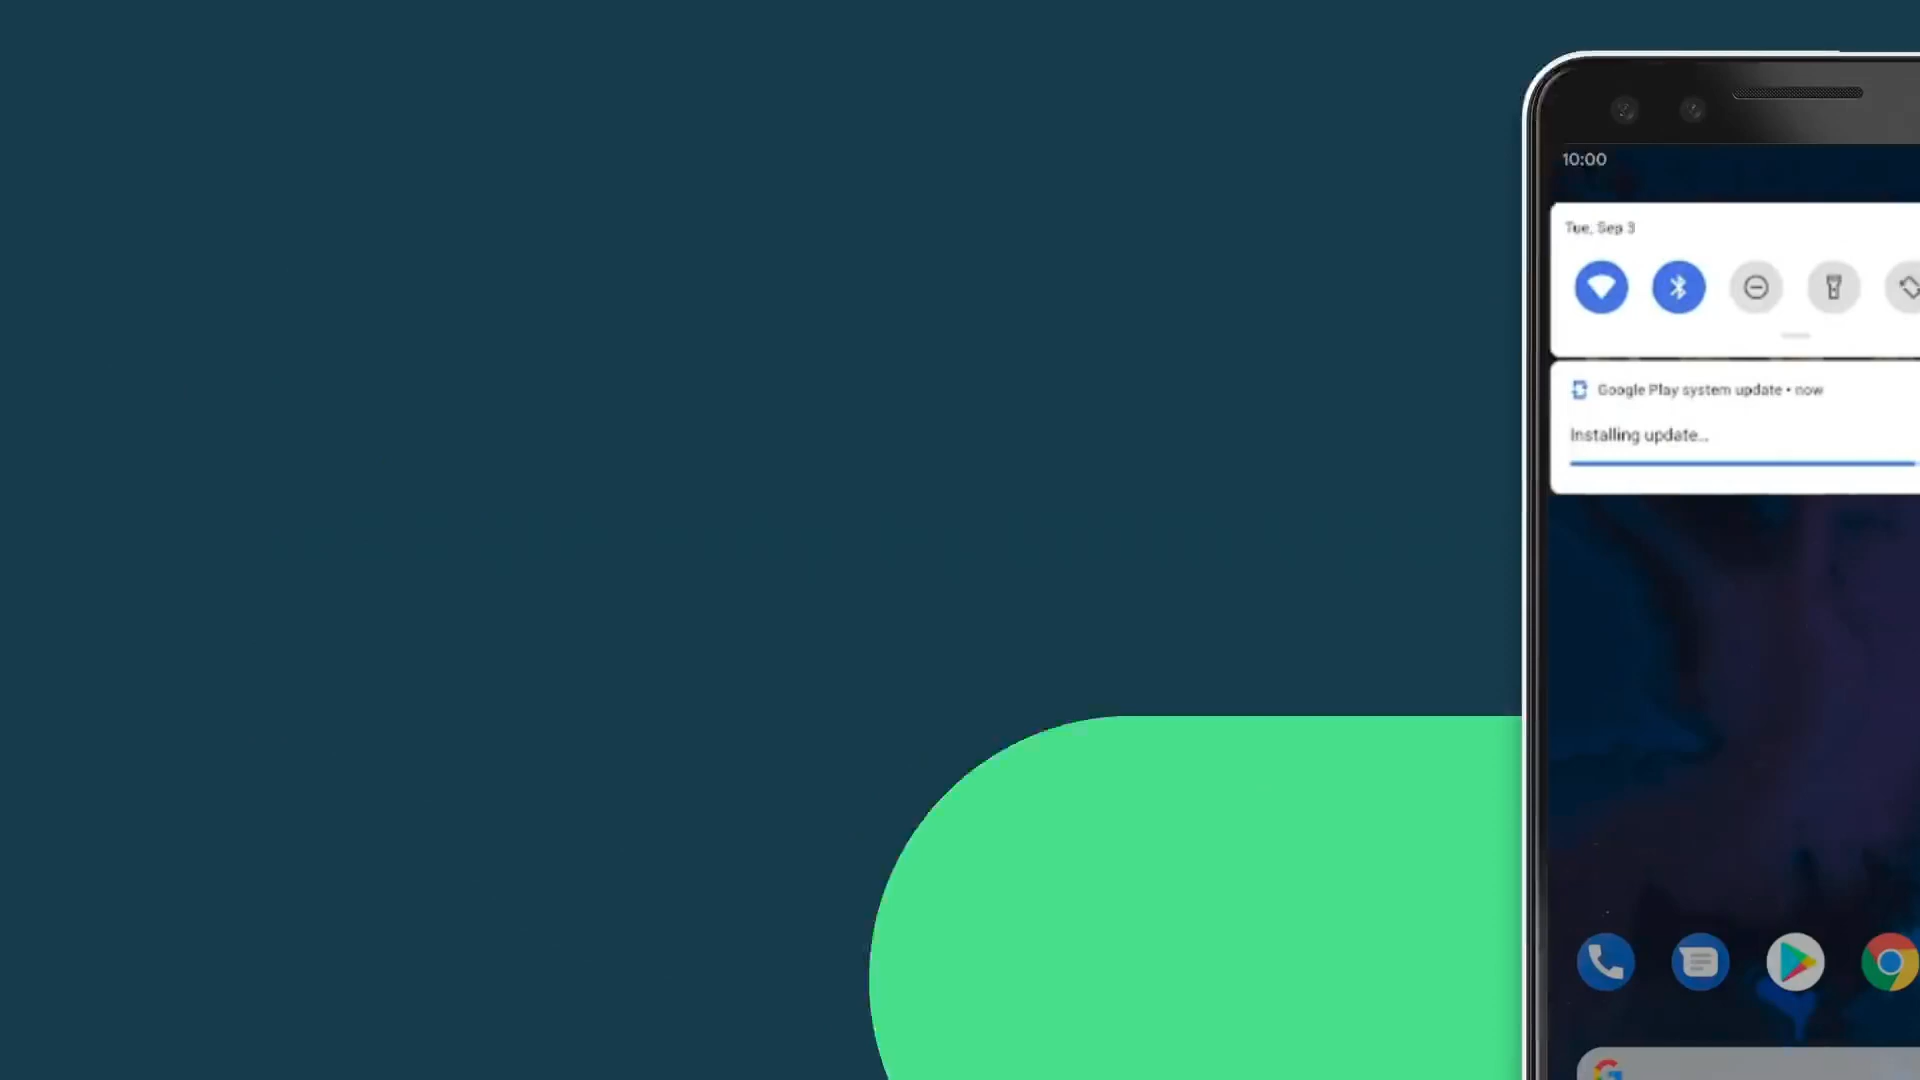 10:00
Tue, Sep 3
Google Play system update • now
Installing update...